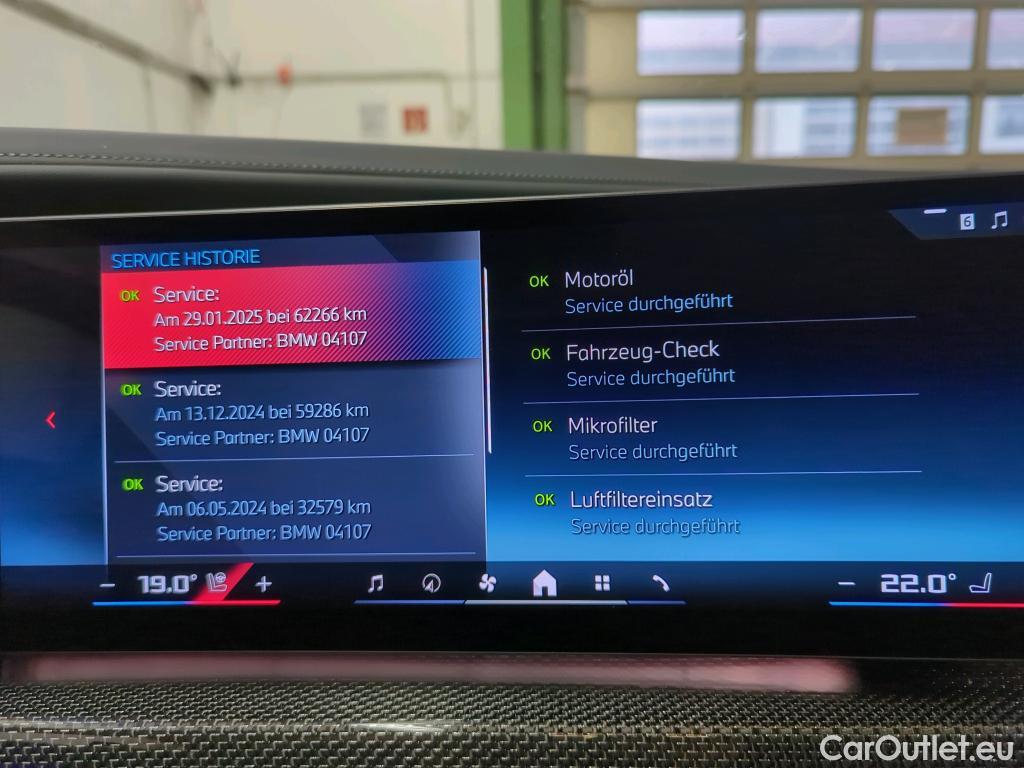 SERVICE HISTORIE
OK Service:
Am 29.01.2025 bei 62266 km
Service Partner: BMW 04107
OK Service:
Am 13.12.2024 bei 59286 km
Service Partner: BMW 04107
OK Service:
Am 06.05.2024 bei 32579 km
Service Partner: BMW 04107
6
OK Motoröl
Service durchgeführt
OK Fahrzeug-Check
Service durchgeführt
OK Mikrofilter
Service durchgeführt
OK Luftfiltereinsatz
Service durchgeführt
− 19.0° +
− 22.0°
CarOutlet.eu